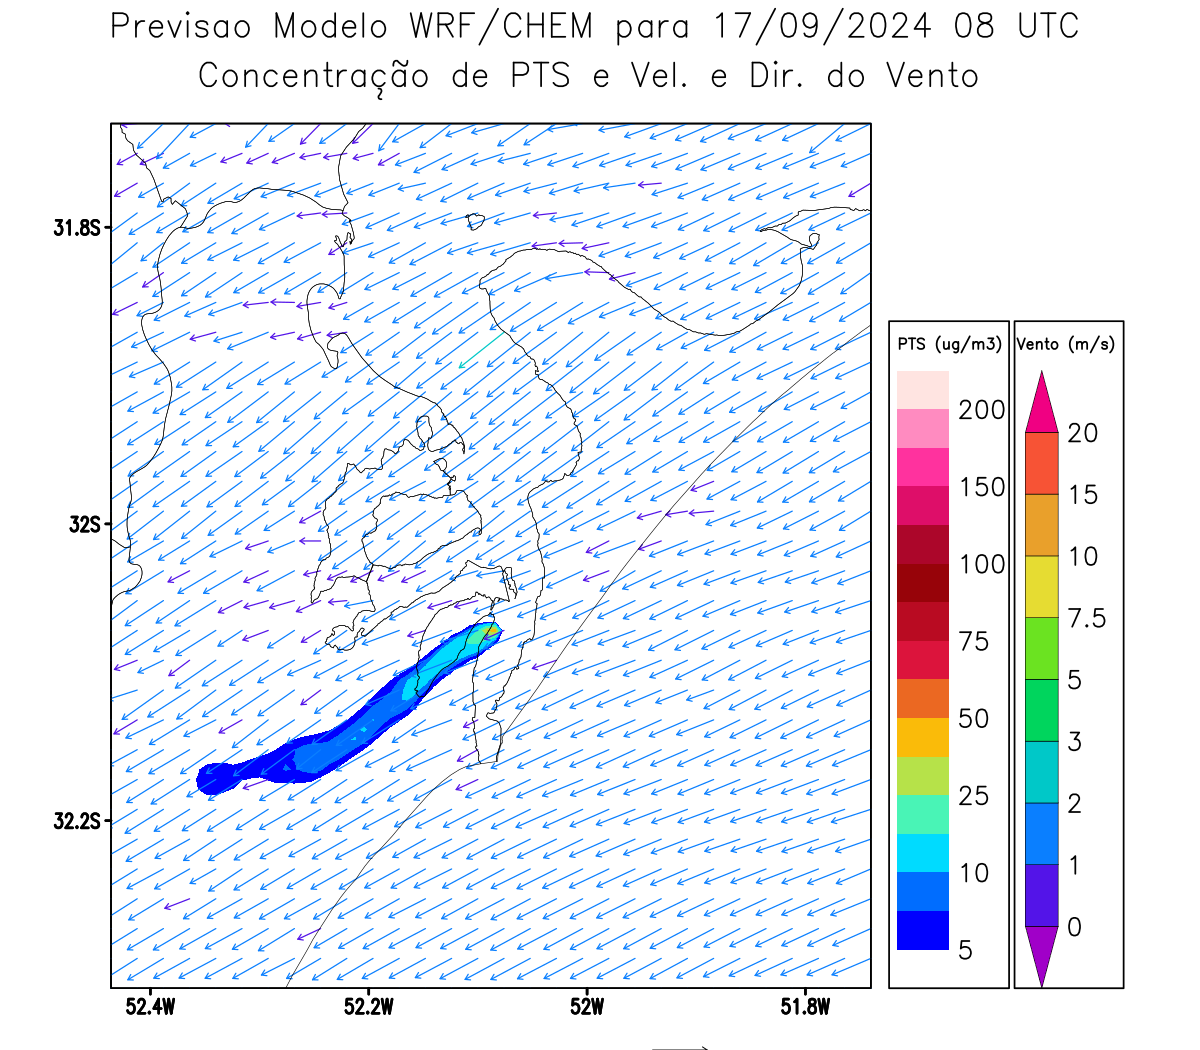 Previsao Modelo WRF/CHEM para 17/09/2024 08 UTC
Concentração de PTS e Vel. e Dir. do Vento
31.8S
32S
32.2S
52.4W
52.2W
52W
51.8W
PTS (ug/m3)
200
150
100
75
50
25
10
5
Vento (m/s)
20
15
10
7.5
5
3
2
1
0